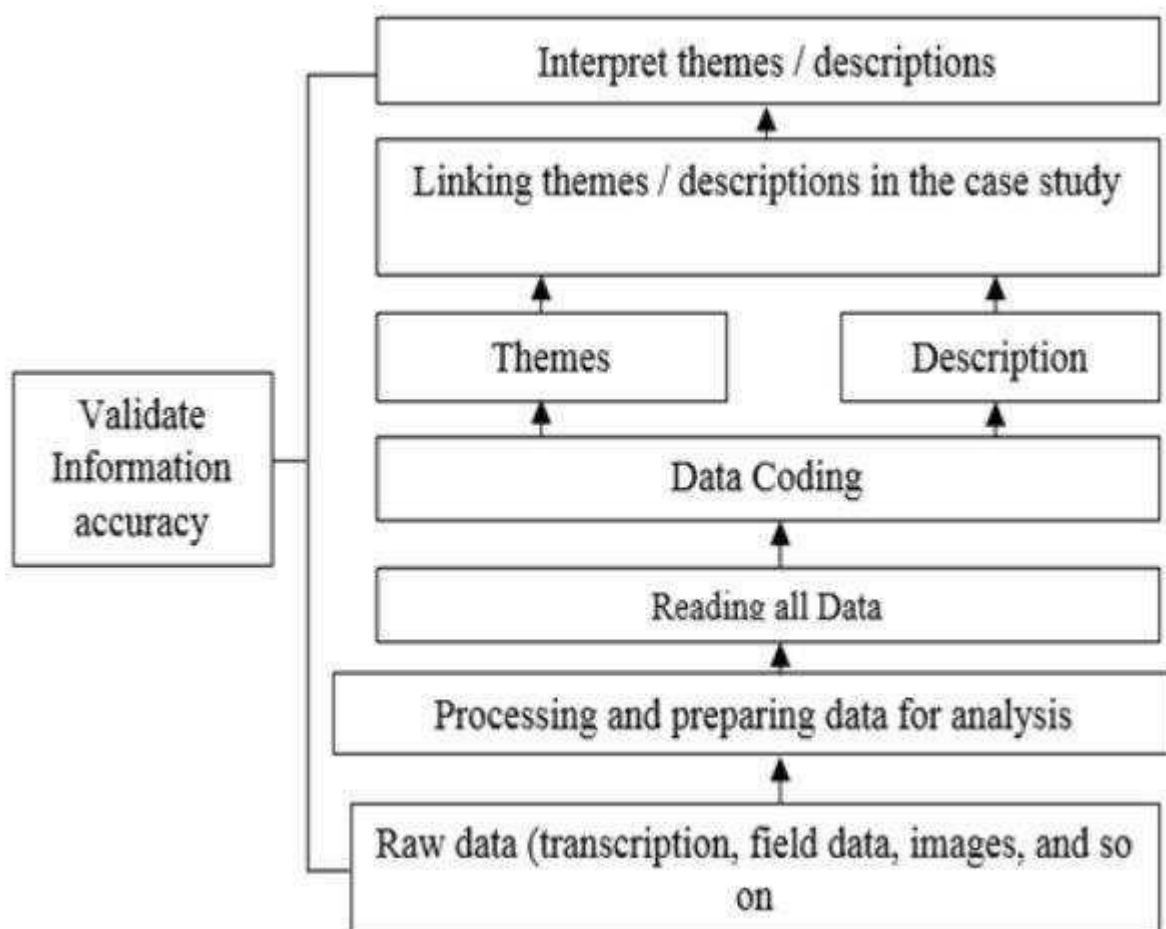 Interpret themes / descriptions
Linking themes / descriptions in the case study
Themes
Description
Validate
Information
accuracy
Data Coding
Reading all Data
Processing and preparing data for analysis
Raw data (transcription, field data, images, and so
on